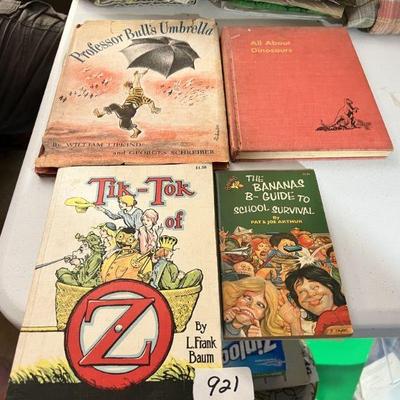 Professor Bull's Umbrella
By WILLIAM LIPKIND
and GEORGES SCHREIBER
All About
Dinosaurs
$1.50
Tik-Tok
of
Z
By
L. Frank
Baum
THE
BANANAS
B- GUIDE TO
SCHOOL SURVIVAL
By
PAT & JOE ARTHUR
921
Ziploc